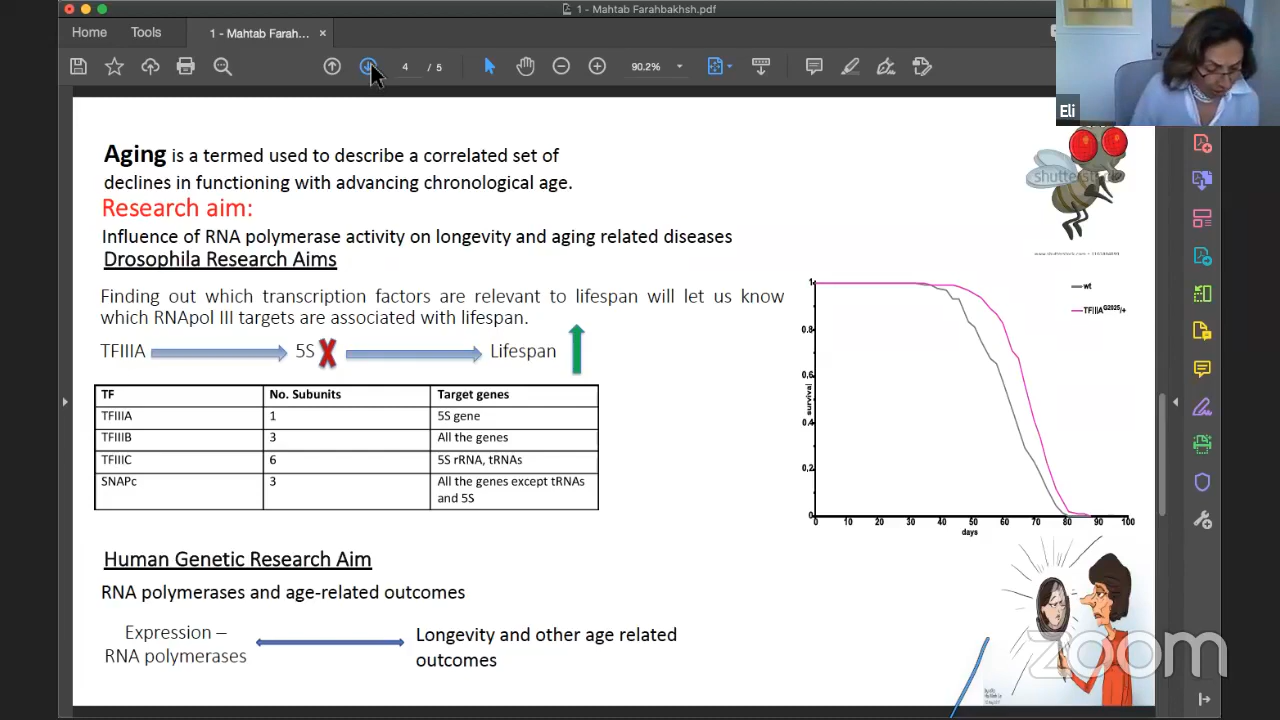 1 - Mahtab Farahbakhsh.pdf
Home
Tools
1 - Mahtab Farah...
4 / 5
90.2%
Eli
Aging is a termed used to describe a correlated set of
declines in functioning with advancing chronological age.
shutterst
Research aim:
Influence of RNA polymerase activity on longevity and aging related diseases
Drosophila Research Aims
Finding out which transcription factors are relevant to lifespan will let us know
which RNApol III targets are associated with lifespan.
TFIIIA 5S X Lifespan
TF No. Subunits Target genes
TFIIIA 1 5S gene
TFIIIB 3 All the genes
TFIIIC 6 5S rRNA, tRNAs
SNAPc 3 All the genes except tRNAs
and 5S
wt
TF|||A^G2025/+
survival
1
0.8
0.6
0.4
0.2
0
0 10 20 30 40 50 60 70 80 90 100
days
Human Genetic Research Aim
RNA polymerases and age-related outcomes
Expression –
RNA polymerases
Longevity and other age related
outcomes
zoom